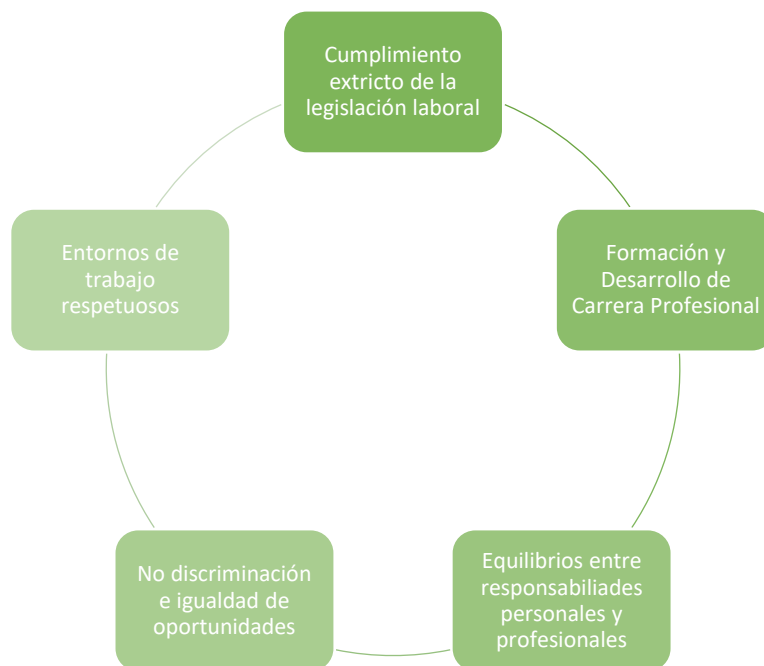 Cumplimiento
extricto de la
legislación laboral
Formación y
Desarrollo de
Carrera Profesional
Equilibrios entre
responsabiliades
personales y
profesionales
No discriminación
e igualdad de
oportunidades
Entornos de
trabajo
respetuosos